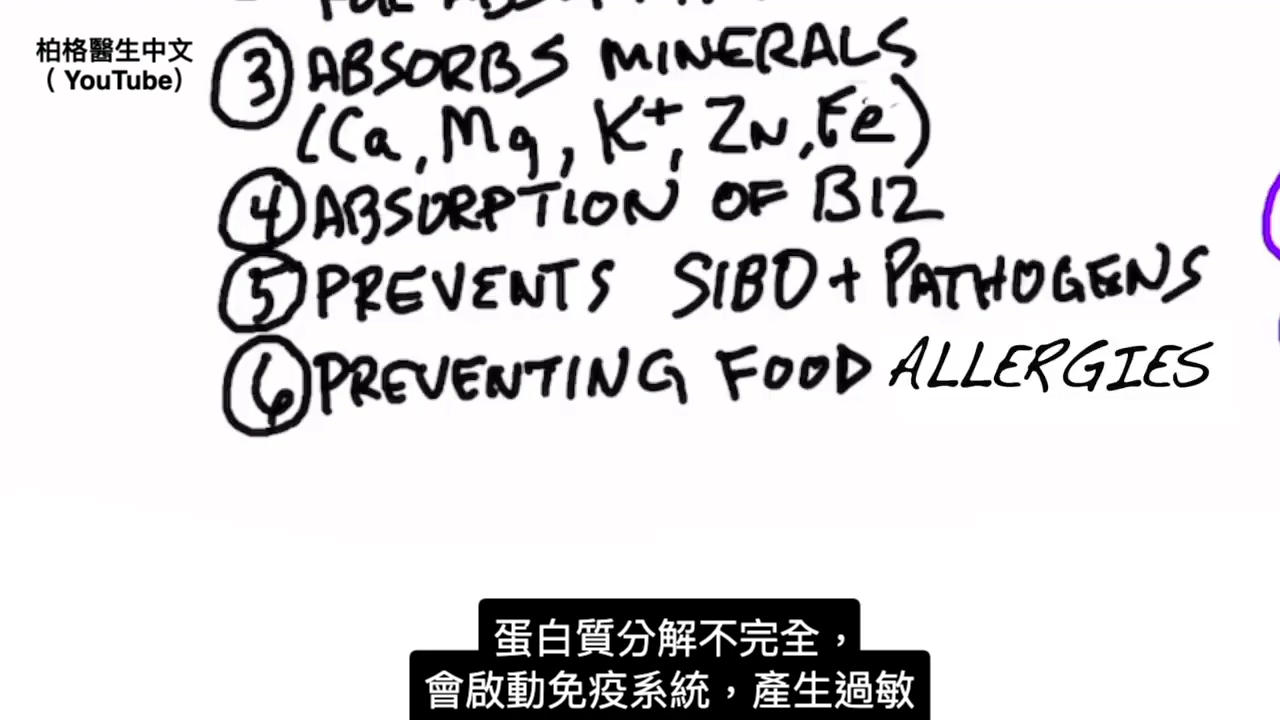 柏格醫生中文
( YouTube)
③ ABSORBS MINERALS
(Ca, Mg, K+, ZN, Fe)
④ ABSORPTION OF B12
⑤ PREVENTS SIBO + PATHOGENS
⑥ PREVENTING FOOD ALLERGIES
蛋白質分解不完全，
會啟動免疫系統，產生過敏